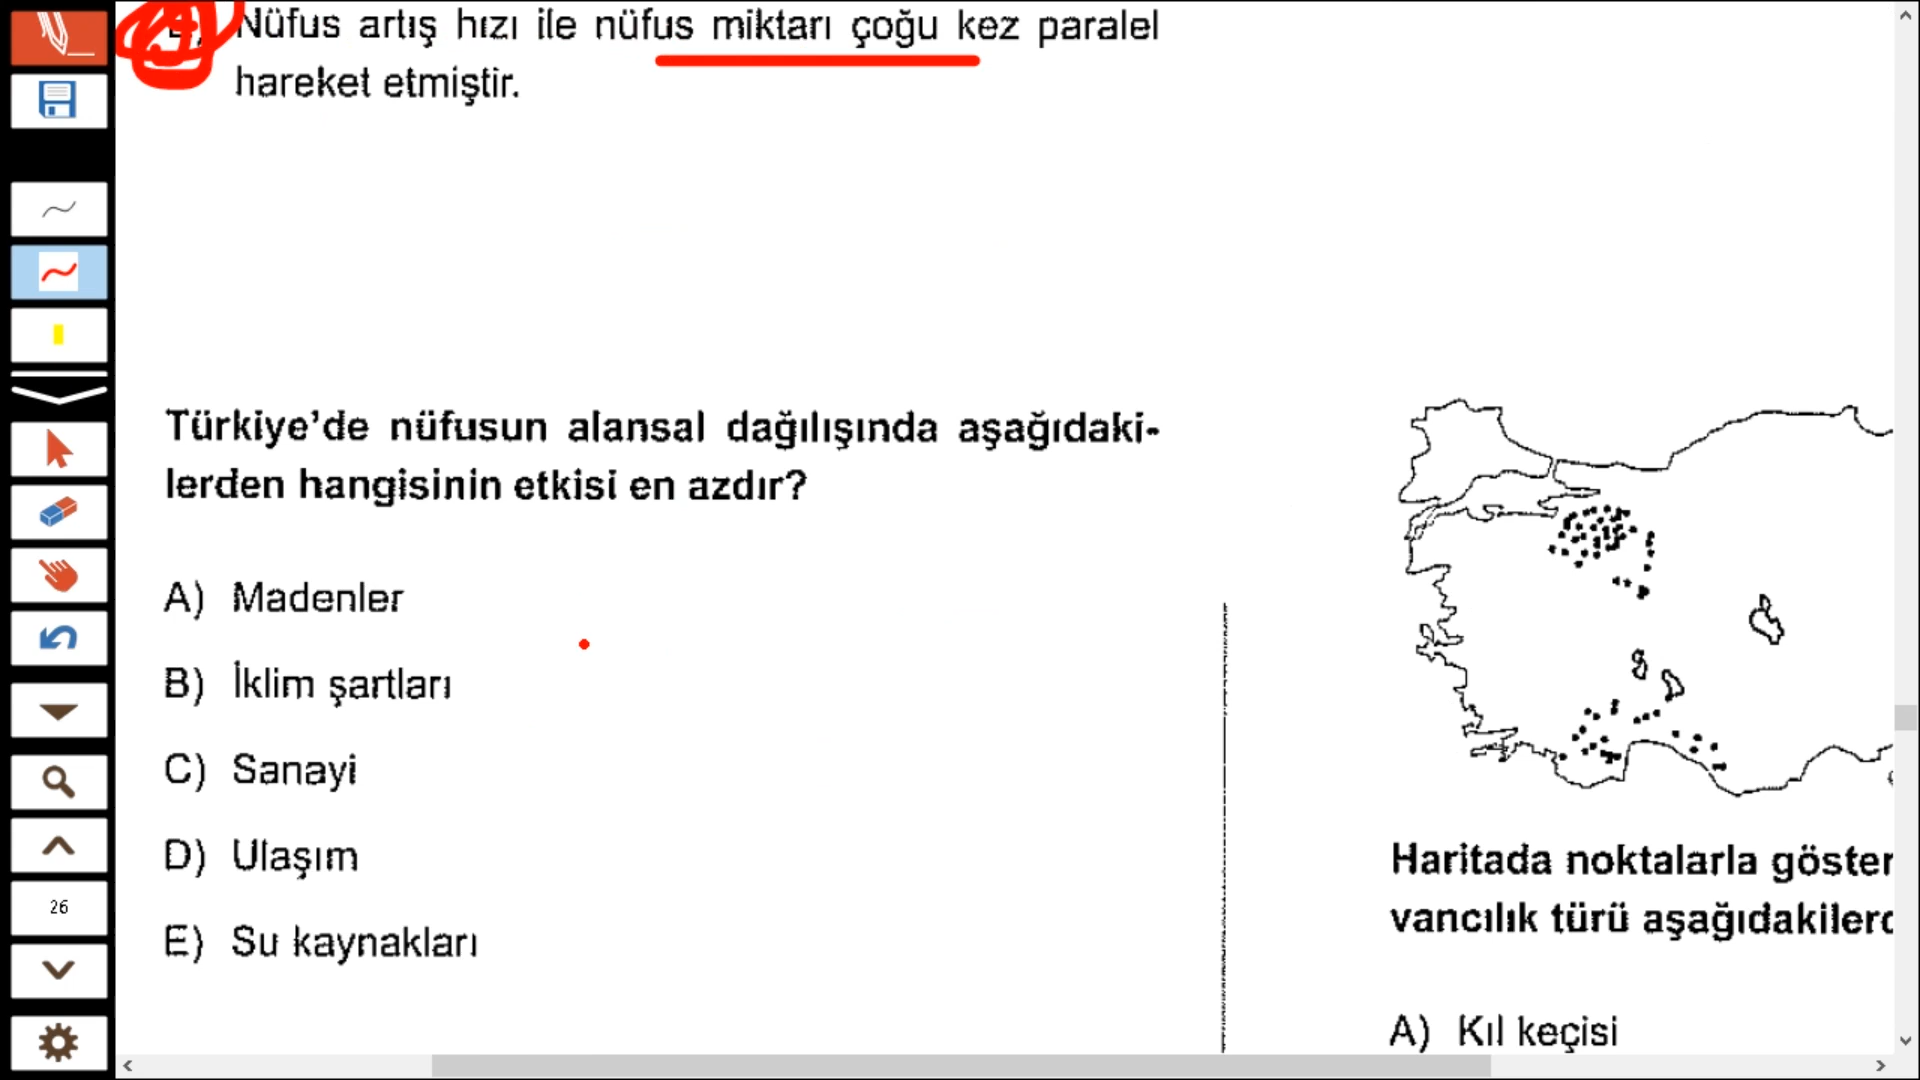 Nüfus artış hızı ile nüfus miktarı çoğu kez paralel
hareket etmiştir.
Türkiye'de nüfusun alansal dağılışında aşağıdaki-
lerden hangisinin etkisi en azdır?
A) Madenler
B) İklim şartları
C) Sanayi
D) Ulaşım
E) Su kaynakları
Haritada noktalarla göster
vancılık türü aşağıdakilerd
A) Kıl keçisi
26